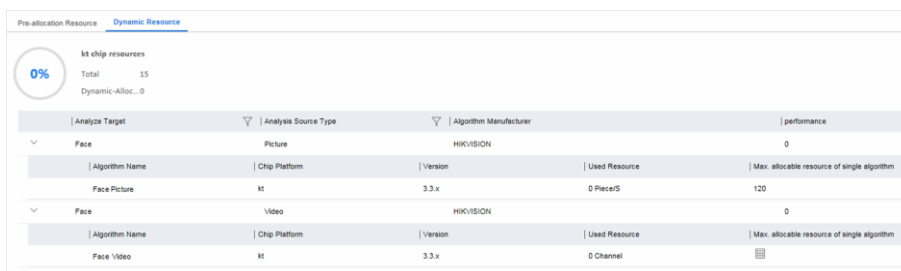 Pre-allocation Resource Dynamic Resource
kt chip resources
0%
Total 15
Dynamic-Alloc... 0
Analyze Target Analysis Source Type Algorithm Manufacturer performance
Face Picture HIKVISION 0
Algorithm Name Chip Platform Version Used Resource Max. allocable resource of single algorithm
Face Picture kt 3.3.x 0 Piece/S 120
Face Video HIKVISION 0
Algorithm Name Chip Platform Version Used Resource Max. allocable resource of single algorithm
Face Video kt 3.3.x 0 Channel